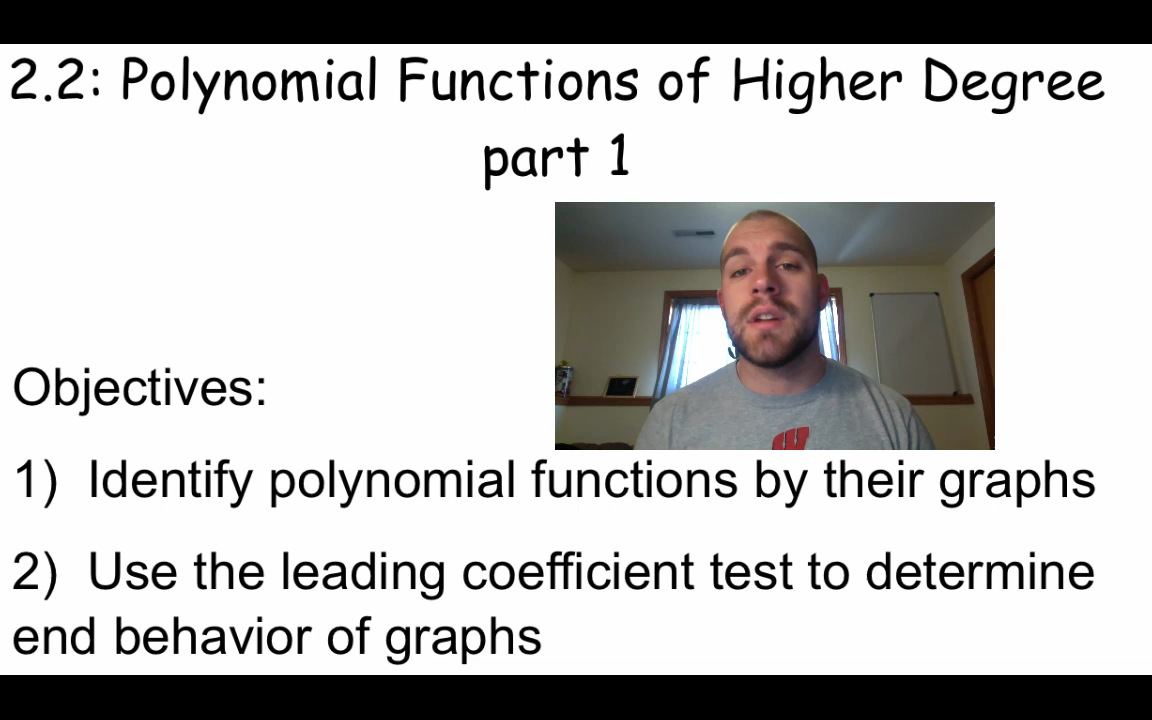 2.2: Polynomial Functions of Higher Degree
part 1
Objectives:
1) Identify polynomial functions by their graphs
2) Use the leading coefficient test to determine
end behavior of graphs